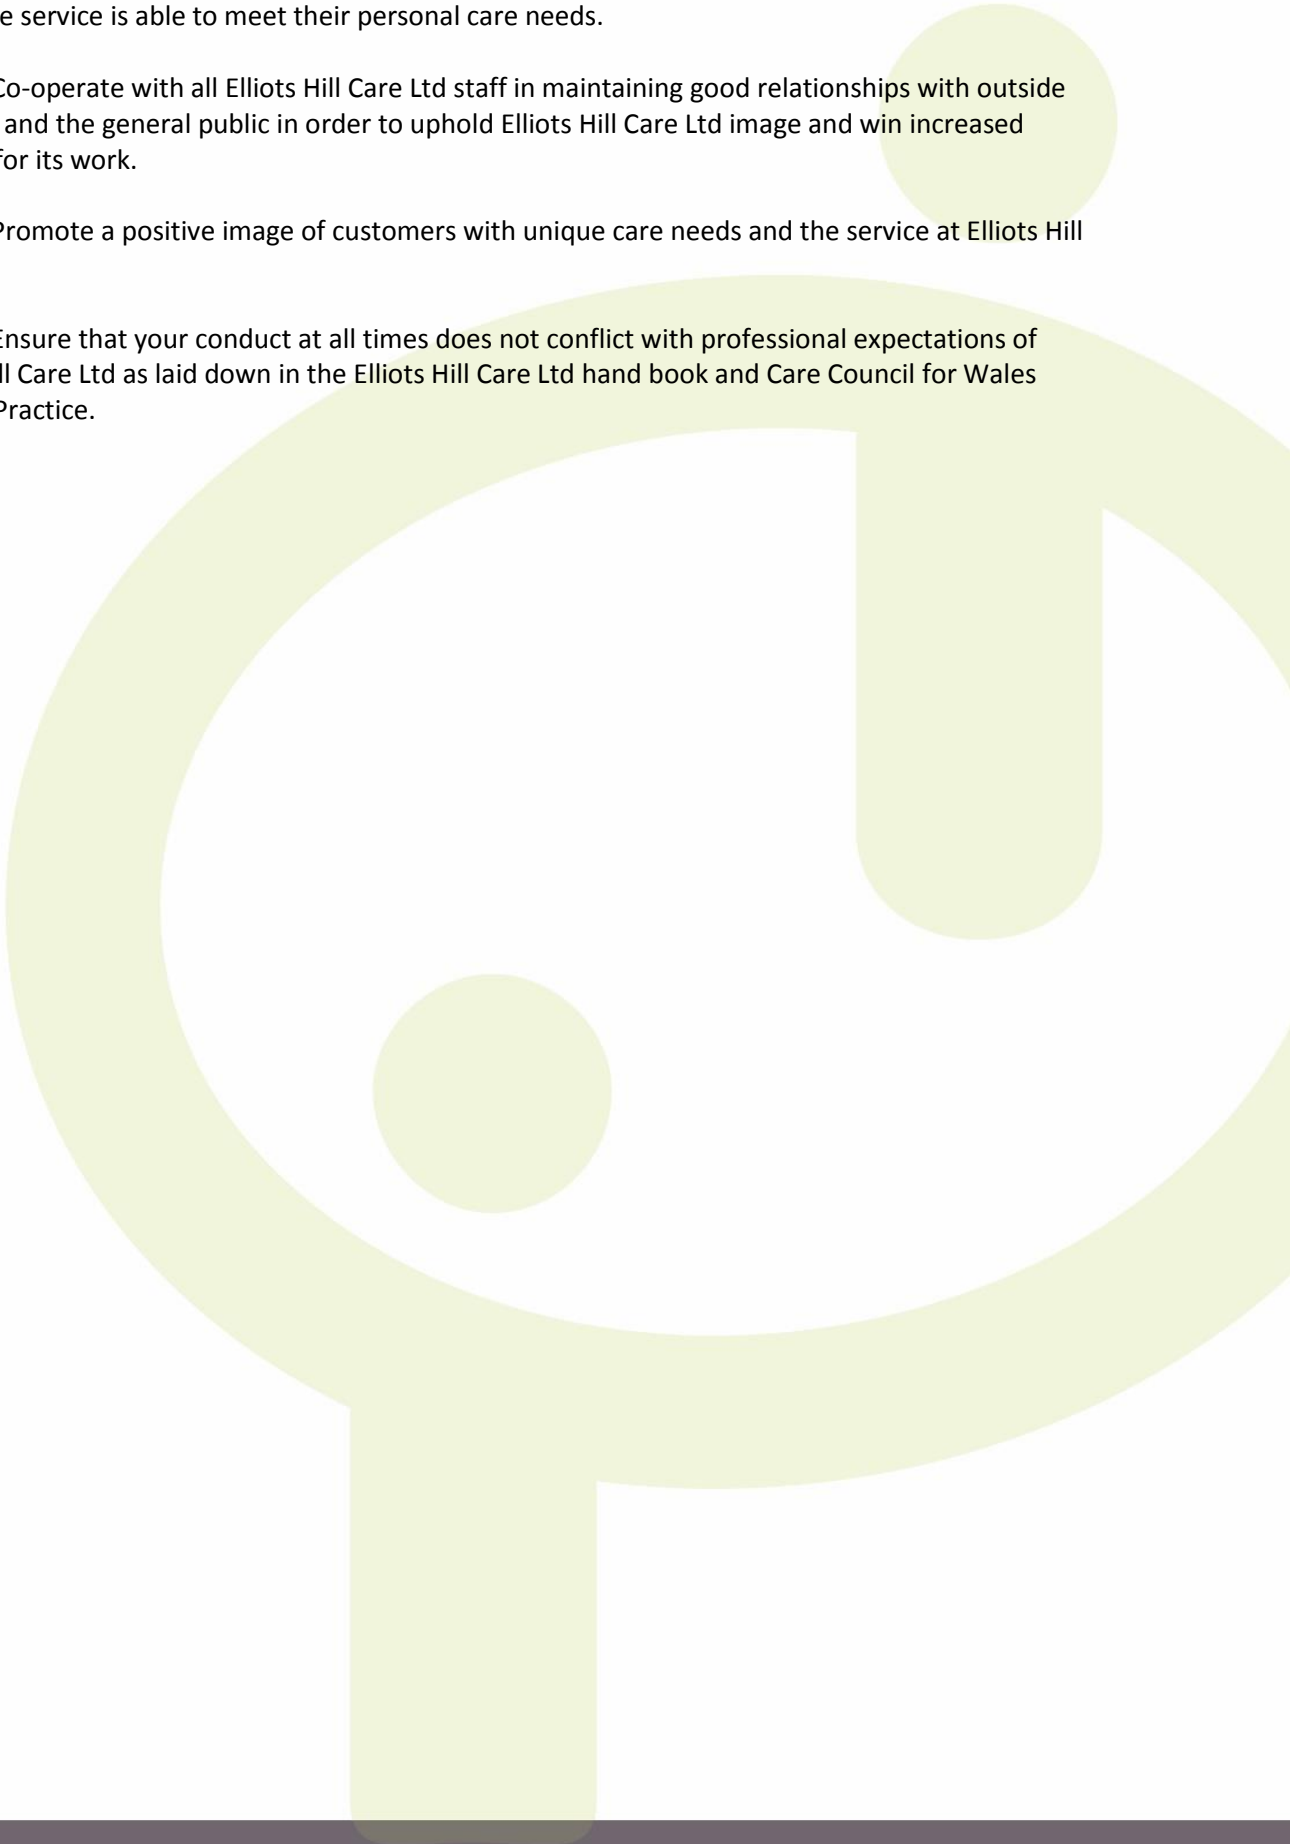 e service is able to meet their personal care needs.
Co-operate with all Elliots Hill Care Ltd staff in maintaining good relationships with outside
and the general public in order to uphold Elliots Hill Care Ltd image and win increased
for its work.
Promote a positive image of customers with unique care needs and the service at Elliots Hill
Ensure that your conduct at all times does not conflict with professional expectations of
ll Care Ltd as laid down in the Elliots Hill Care Ltd hand book and Care Council for Wales
Practice.